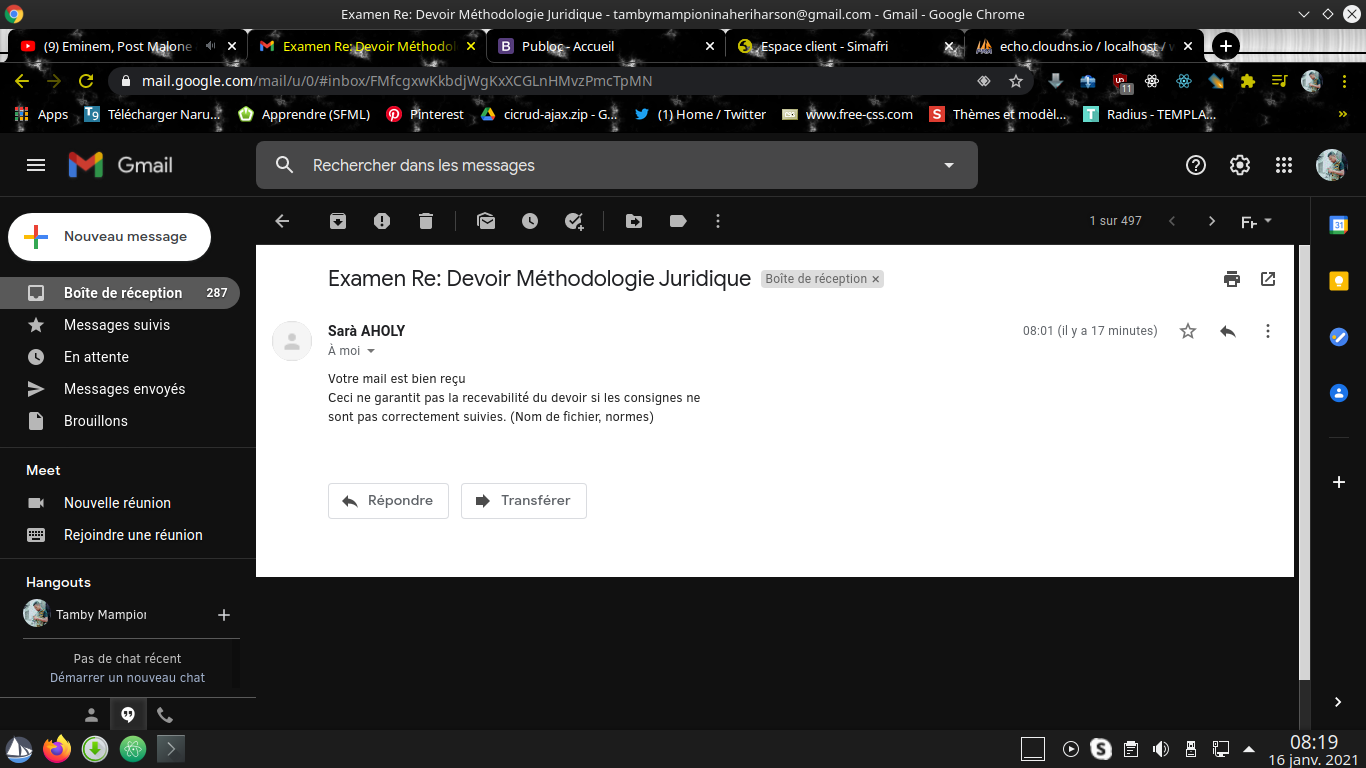 Examen Re: Devoir Méthodologie Juridique - tambymampioninaheriharson@gmail.com - Gmail - Google Chrome
(9) Eminem, Post Malone
Examen Re: Devoir Méthodol
Publoc - Accueil
Espace client - Simafri
echo.cloudns.io / localhost /
mail.google.com/mail/u/0/#inbox/FMfcgxwKkbdjWgKxXCGLnHMvzPmcTpMN
11
Apps
Télécharger Naru...
Apprendre (SFML)
Pinterest
cicrud-ajax.zip - G...
(1) Home / Twitter
www.free-css.com
Thèmes et modèl...
Radius - TEMPLA...
»
Gmail
Rechercher dans les messages
Nouveau message
1 sur 497
Fr
31
Boîte de réception 287
Messages suivis
En attente
Messages envoyés
Brouillons
Meet
Nouvelle réunion
Rejoindre une réunion
Hangouts
Tamby Mampior
Pas de chat récent
Démarrer un nouveau chat
Examen Re: Devoir Méthodologie Juridique
Boîte de réception ×
Sarà AHOLY
08:01 (il y a 17 minutes)
À moi
Votre mail est bien reçu
Ceci ne garantit pas la recevabilité du devoir si les consignes ne
sont pas correctement suivies. (Nom de fichier, normes)
Répondre
Transférer
08:19
16 janv. 2021